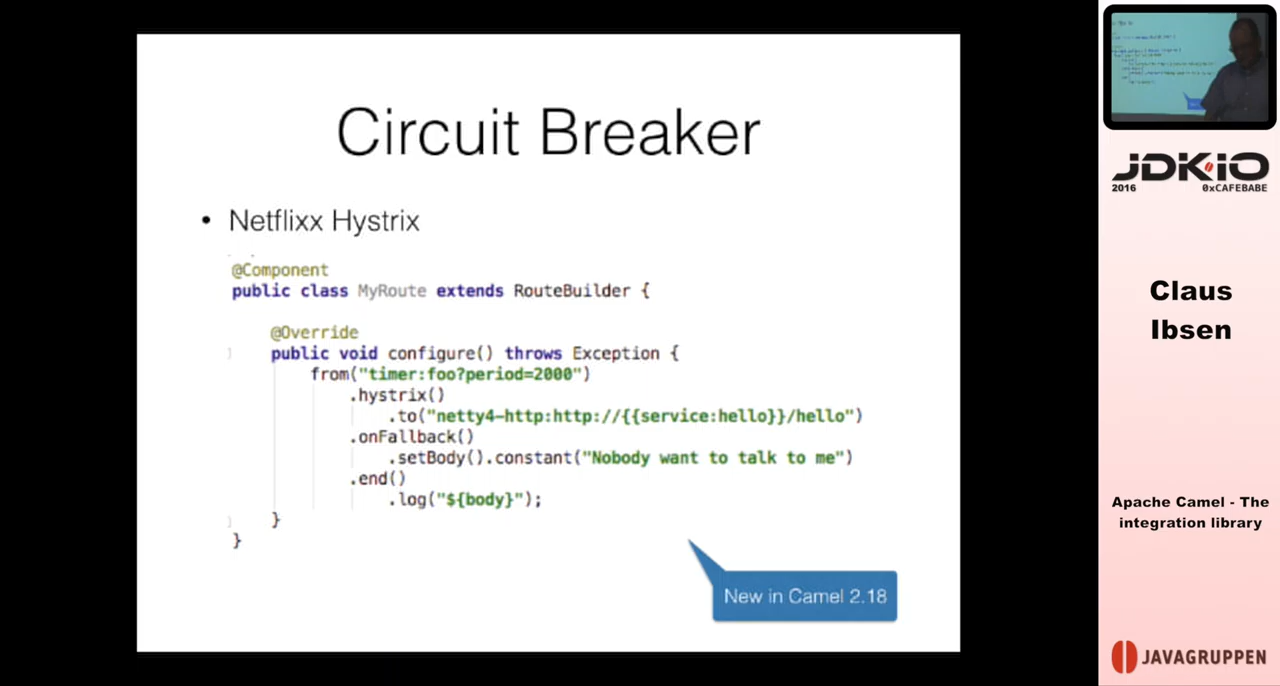 Circuit Breaker
• Netflixx Hystrix
@Component
public class MyRoute extends RouteBuilder {
@Override
public void configure() throws Exception {
from("timer:foo?period=2000")
.hystrix()
.to("netty4-http:http://{{service:hello}}/hello")
.onFallback()
.setBody().constant("Nobody want to talk to me")
.end()
.log("${body}");
}
}
New in Camel 2.18
JDK.IO
2016 0xCAFEBABE
Claus
Ibsen
Apache Camel - The
integration library
JAVAGRUPPEN